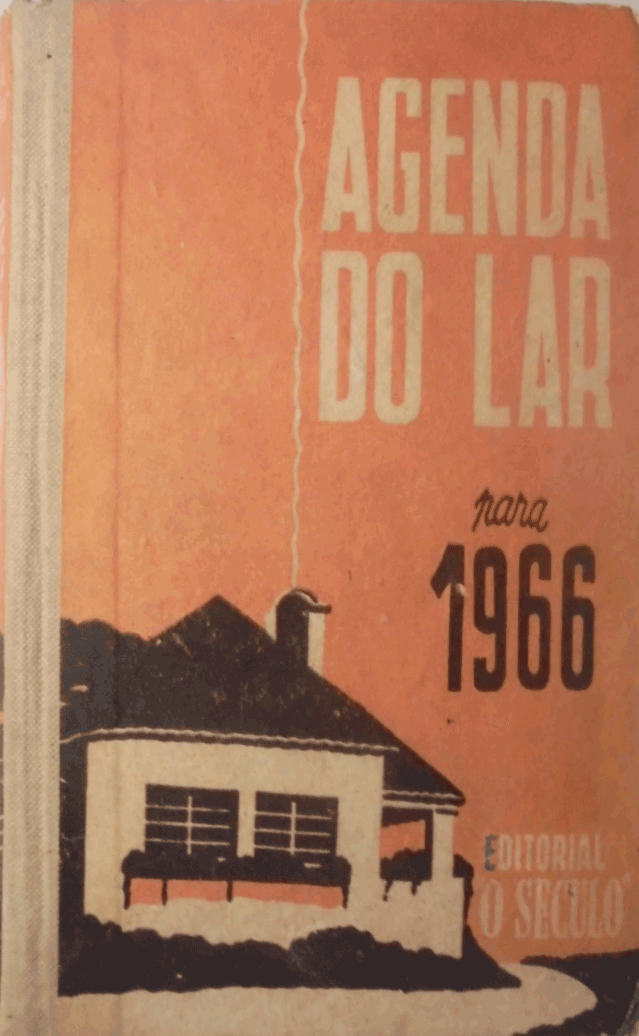 AGENDA
DO LAR
para
1966
EDITORIAL
"O SECULO"